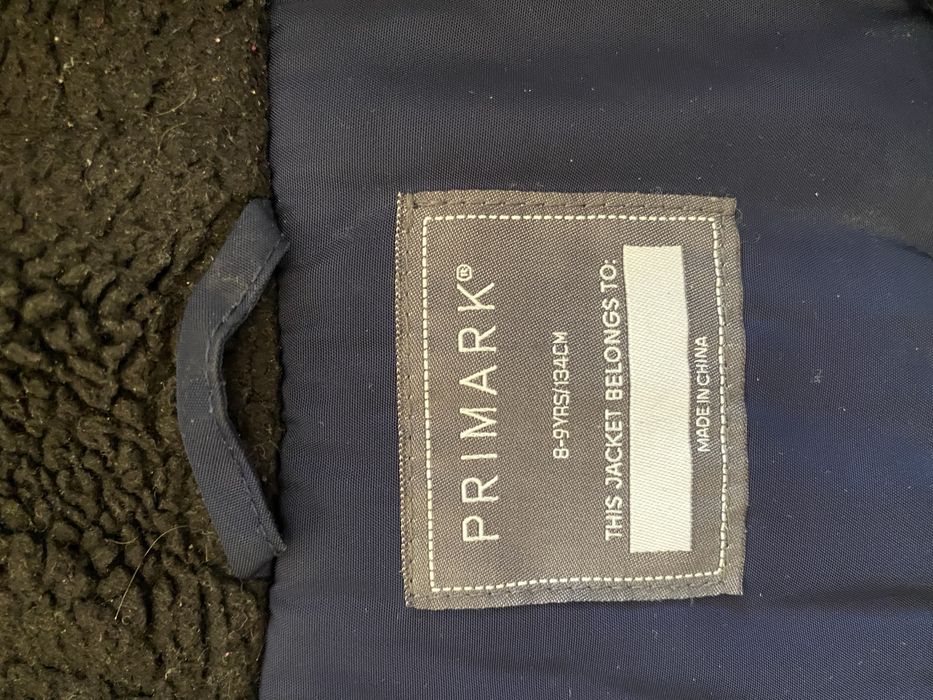 PRIMARK®
8-9YRS/134CM
THIS JACKET BELONGS TO:
MADE IN CHINA